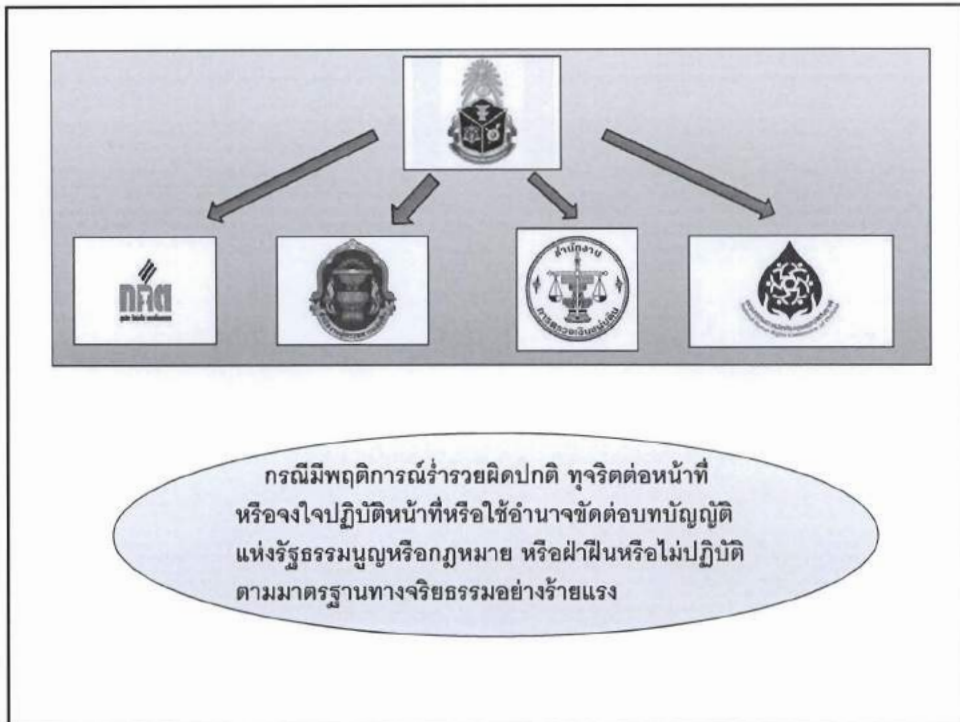 กกต
สำนักงาน
การตรวจเงินแผ่นดิน
กรณีมีพฤติการณ์ร่ำรวยผิดปกติ ทุจริตต่อหน้าที่
หรือจงใจปฏิบัติหน้าที่หรือใช้อำนาจขัดต่อบทบัญญัติ
แห่งรัฐธรรมนูญหรือกฎหมาย หรือฝ่าฝืนหรือไม่ปฏิบัติ
ตามมาตรฐานทางจริยธรรมอย่างร้ายแรง